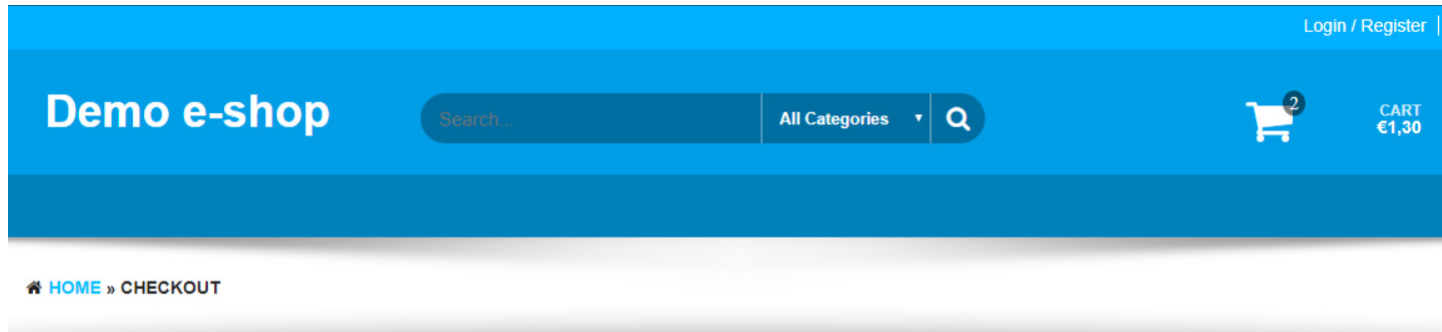 Login / Register
Demo e-shop
Search...
All Categories
2
CART
€1,30
HOME » CHECKOUT